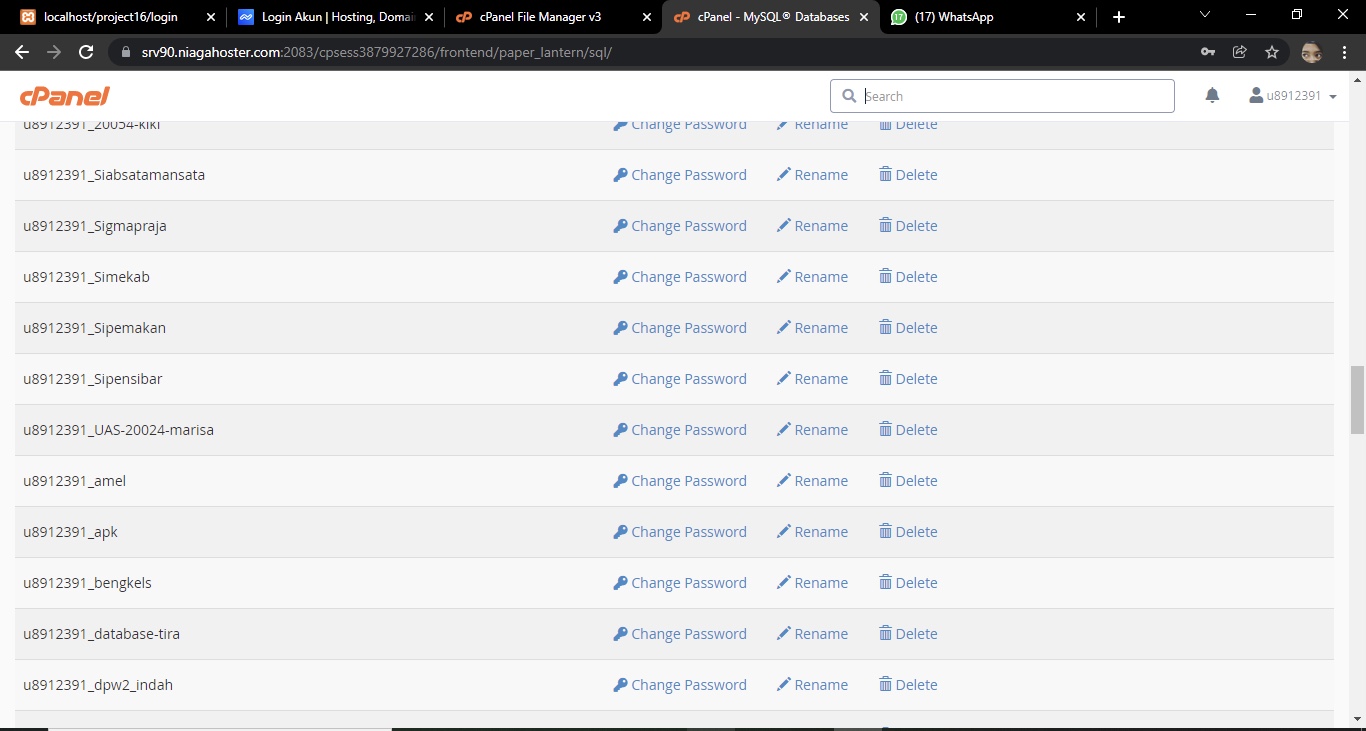 localhost/project16/login
Login Akun | Hosting, Domai
cPanel File Manager v3
cPanel - MySQL® Databases
(17) WhatsApp
srv90.niagahoster.com:2083/cpsess3879927286/frontend/paper_lantern/sql/
cPanel
Search
u8912391
u8912391_20054-kiki Change Password Rename Delete
u8912391_Siabsatamansata Change Password Rename Delete
u8912391_Sigmapraja Change Password Rename Delete
u8912391_Simekab Change Password Rename Delete
u8912391_Sipemakan Change Password Rename Delete
u8912391_Sipensibar Change Password Rename Delete
u8912391_UAS-20024-marisa Change Password Rename Delete
u8912391_amel Change Password Rename Delete
u8912391_apk Change Password Rename Delete
u8912391_bengkels Change Password Rename Delete
u8912391_database-tira Change Password Rename Delete
u8912391_dpw2_indah Change Password Rename Delete